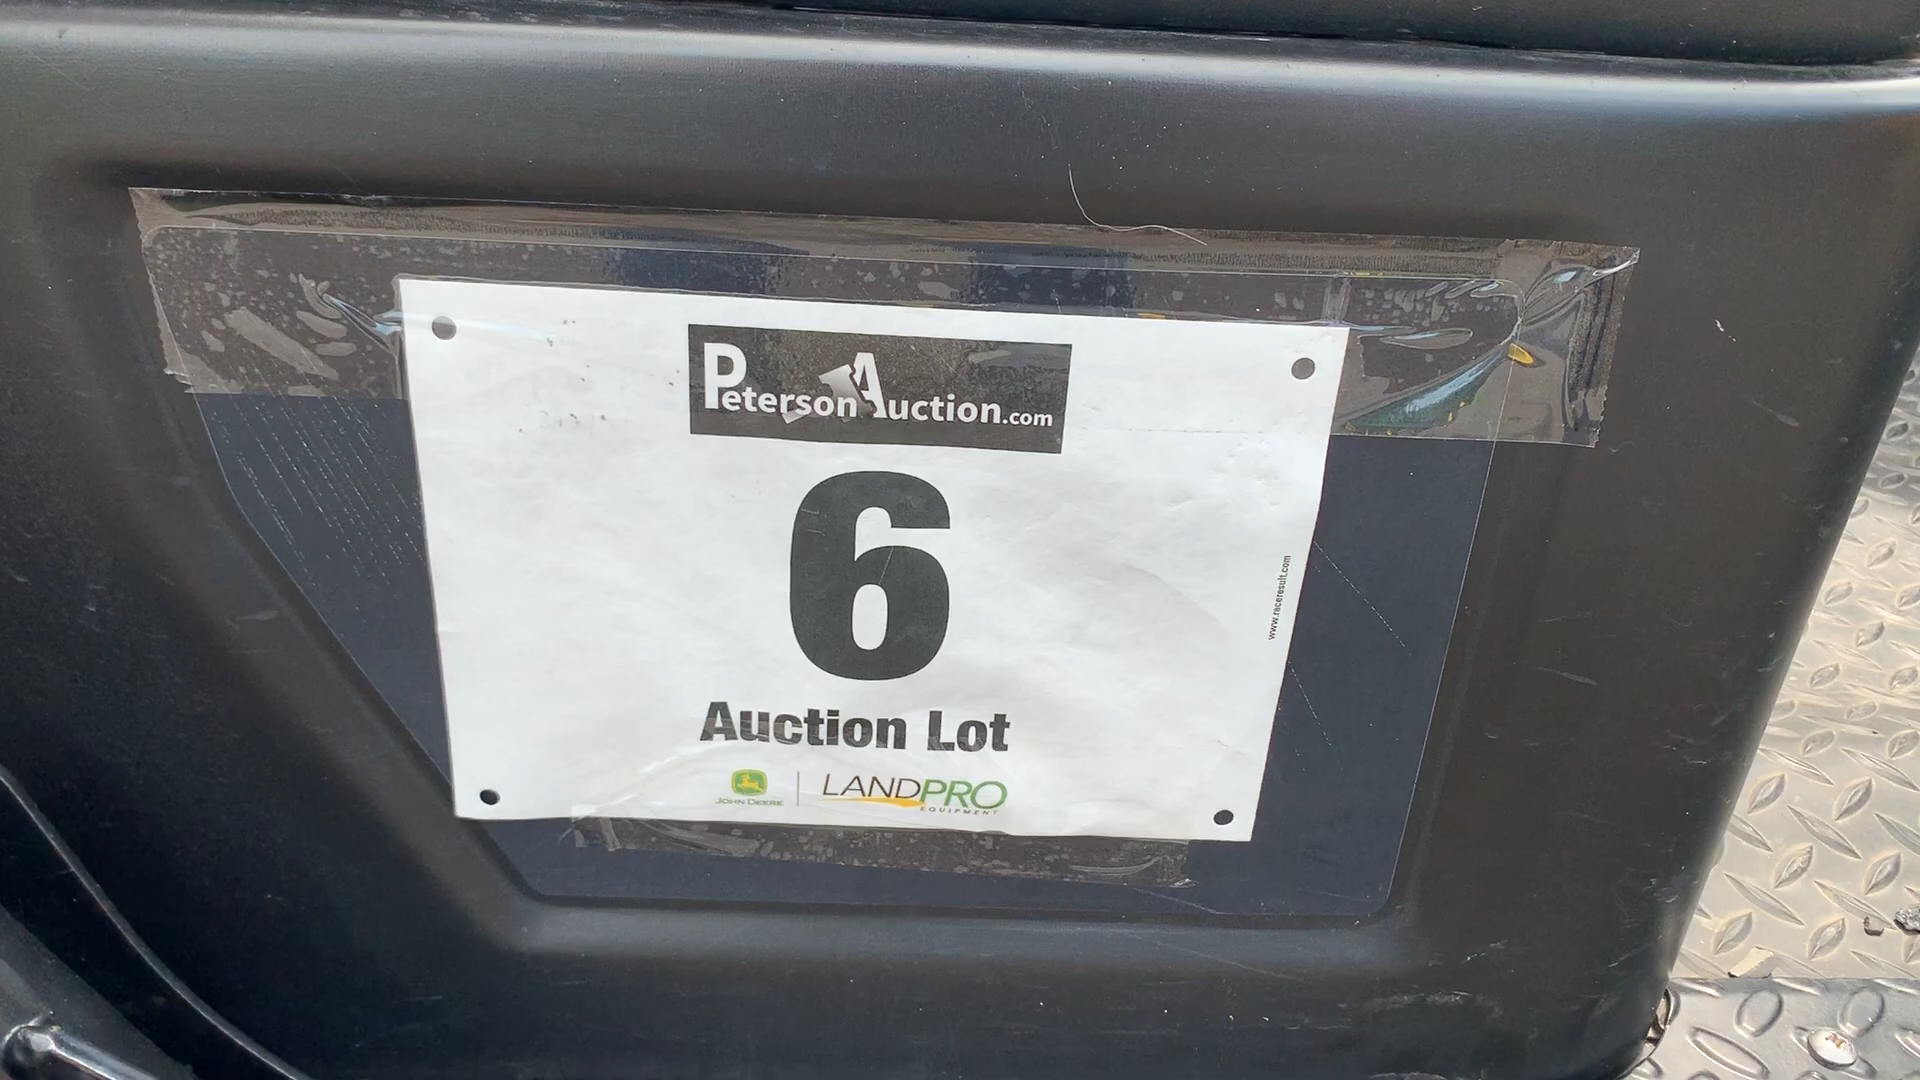 PetersonAuction.com
6
www.raceresult.com
Auction Lot
JOHN DEERE
LANDPRO
EQUIPMENT